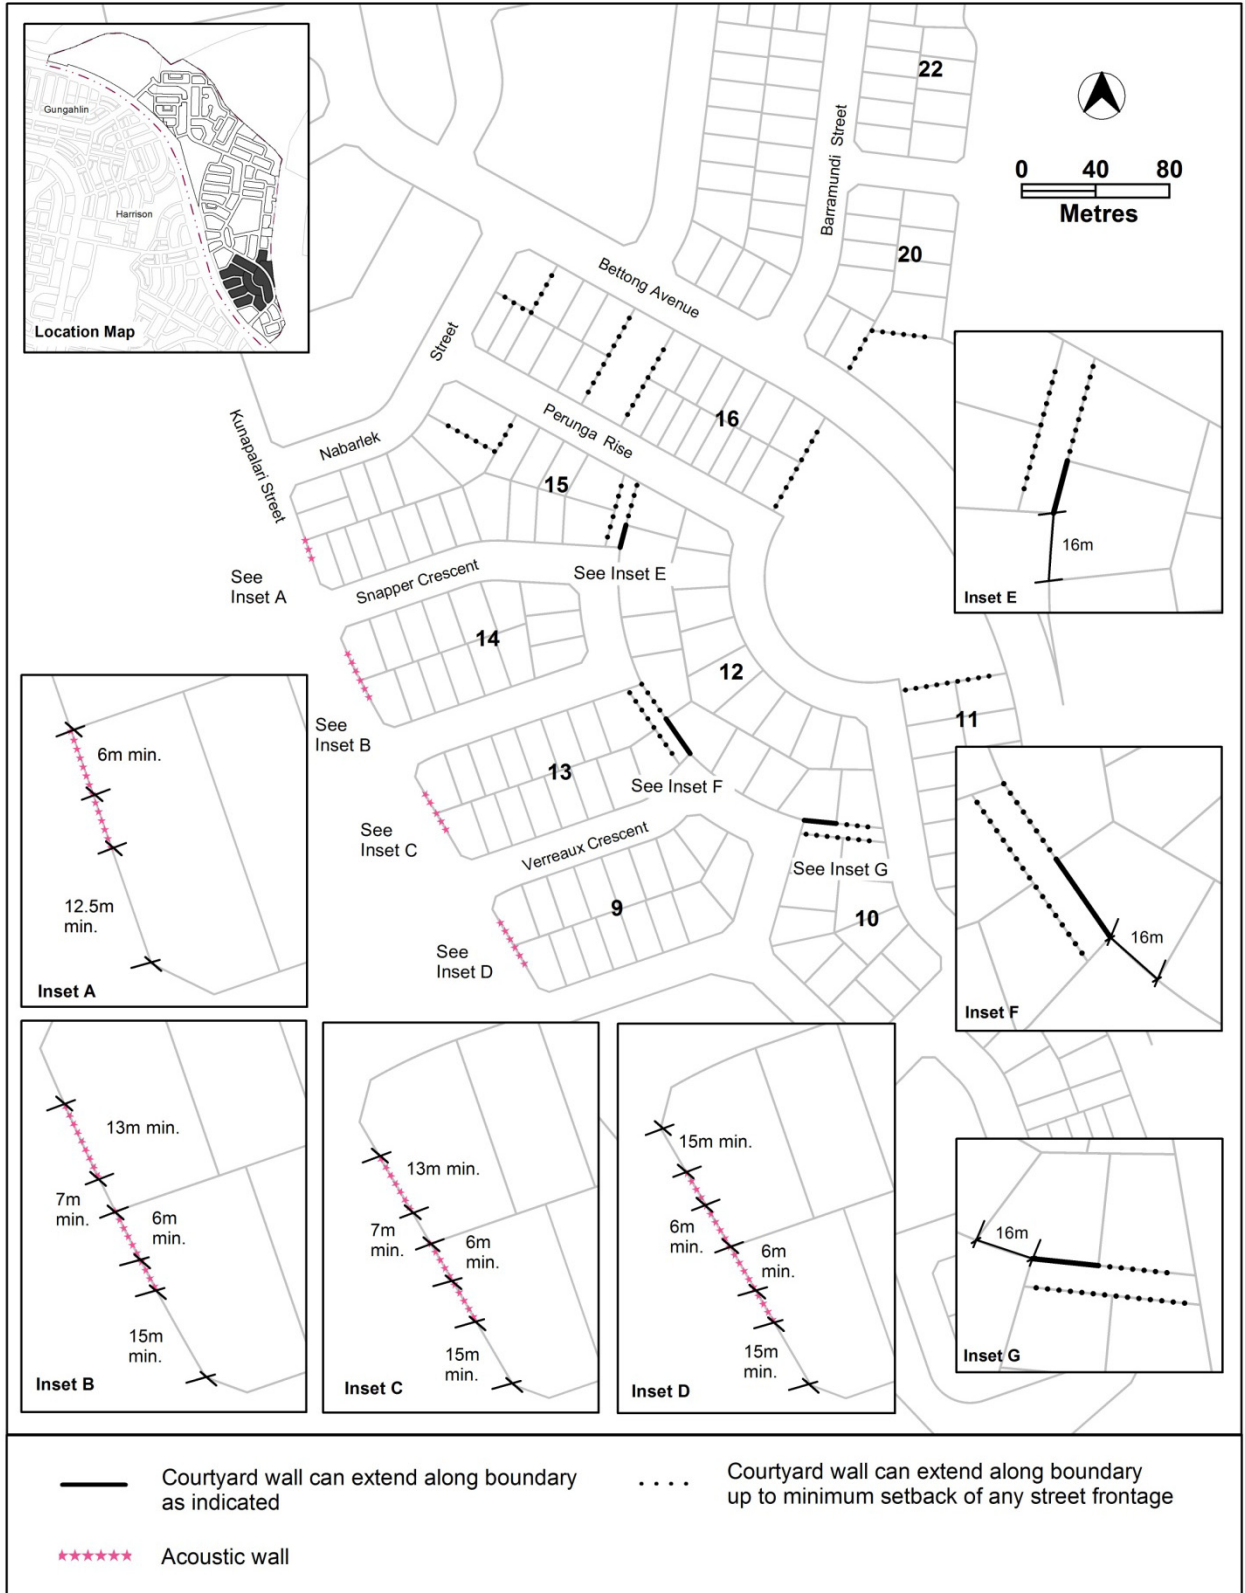 Gungahlin
Harrison
Location Map
22
Barramundi Street
0 40 80
Metres
20
Bettong Avenue
Street
Kunapalari Street
Nabarlek
Perunga Rise
16
15
See
Inset A
Snapper Crescent
See Inset E
14
12
See
Inset B
11
13
See Inset F
See
Inset C
Verreaux Crescent
See Inset G
9
10
See
Inset D
16m
Inset E
6m min.
12.5m
min.
Inset A
16m
Inset F
13m min.
7m
min.
6m
min.
15m
min.
Inset B
13m min.
7m
min.
6m
min.
15m
min.
Inset C
15m min.
6m
min.
6m
min.
15m
min.
Inset D
16m
Inset G
Courtyard wall can extend along boundary
as indicated
Courtyard wall can extend along boundary
up to minimum setback of any street frontage
Acoustic wall